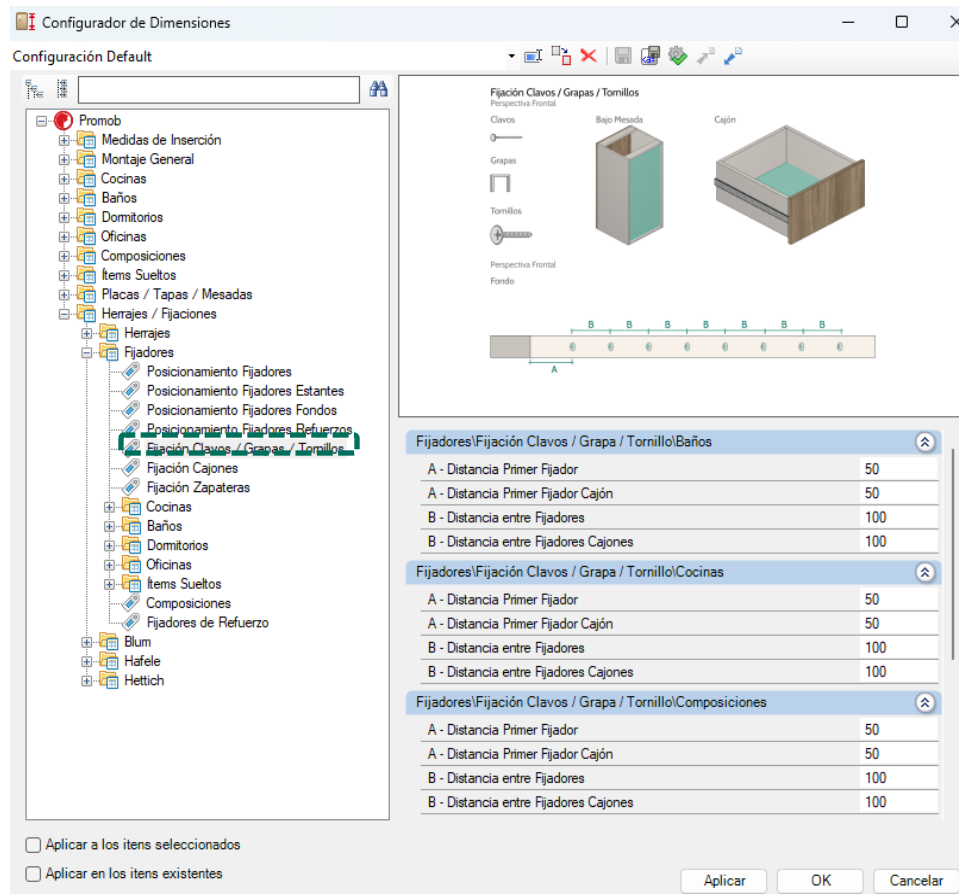 Configurador de Dimensiones
Configuración Default
Promob
Medidas de Inserción
Montaje General
Cocinas
Baños
Dormitorios
Oficinas
Composiciones
Ítems Sueltos
Placas / Tapas / Mesadas
Herrajes / Fijaciones
Herrajes
Fijadores
Posicionamiento Fijadores
Posicionamiento Fijadores Estantes
Posicionamiento Fijadores Fondos
Posicionamiento Fijadores Refuerzos
Fijación Clavos / Grapas / Tornillos
Fijación Cajones
Fijación Zapateras
Cocinas
Baños
Dormitorios
Oficinas
Ítems Sueltos
Composiciones
Fijadores de Refuerzo
Blum
Hafele
Hettich
Fijación Clavos / Grapas / Tornillos
Perspectiva Frontal
Clavos Bajo Mesada Cajón
Grapas
Tornillos
Perspectiva Frontal
Fondo
B B B B B B B
A
Fijadores\Fijación Clavos / Grapa / Tornillo\Baños
A - Distancia Primer Fijador 50
A - Distancia Primer Fijador Cajón 50
B - Distancia entre Fijadores 100
B - Distancia entre Fijadores Cajones 100
Fijadores\Fijación Clavos / Grapa / Tornillo\Cocinas
A - Distancia Primer Fijador 50
A - Distancia Primer Fijador Cajón 50
B - Distancia entre Fijadores 100
B - Distancia entre Fijadores Cajones 100
Fijadores\Fijación Clavos / Grapa / Tornillo\Composiciones
A - Distancia Primer Fijador 50
A - Distancia Primer Fijador Cajón 50
B - Distancia entre Fijadores 100
B - Distancia entre Fijadores Cajones 100
Aplicar a los itens seleccionados
Aplicar en los itens existentes
Aplicar OK Cancelar